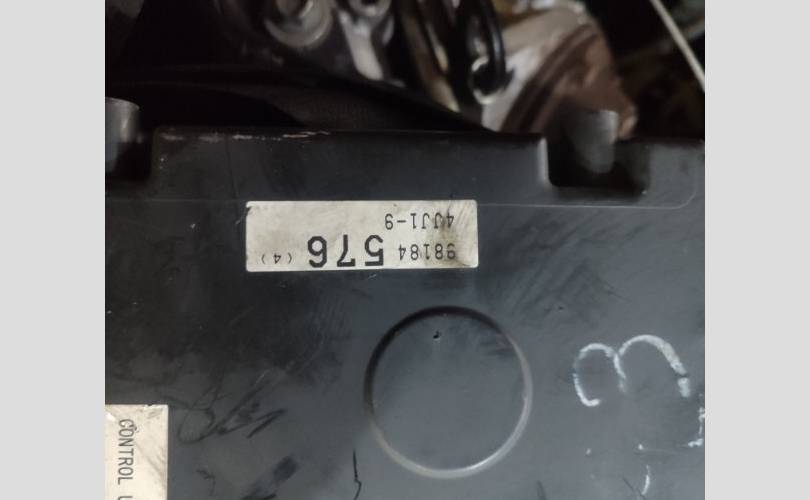 98184 576 (4)
4JJ1-9
CONTROL